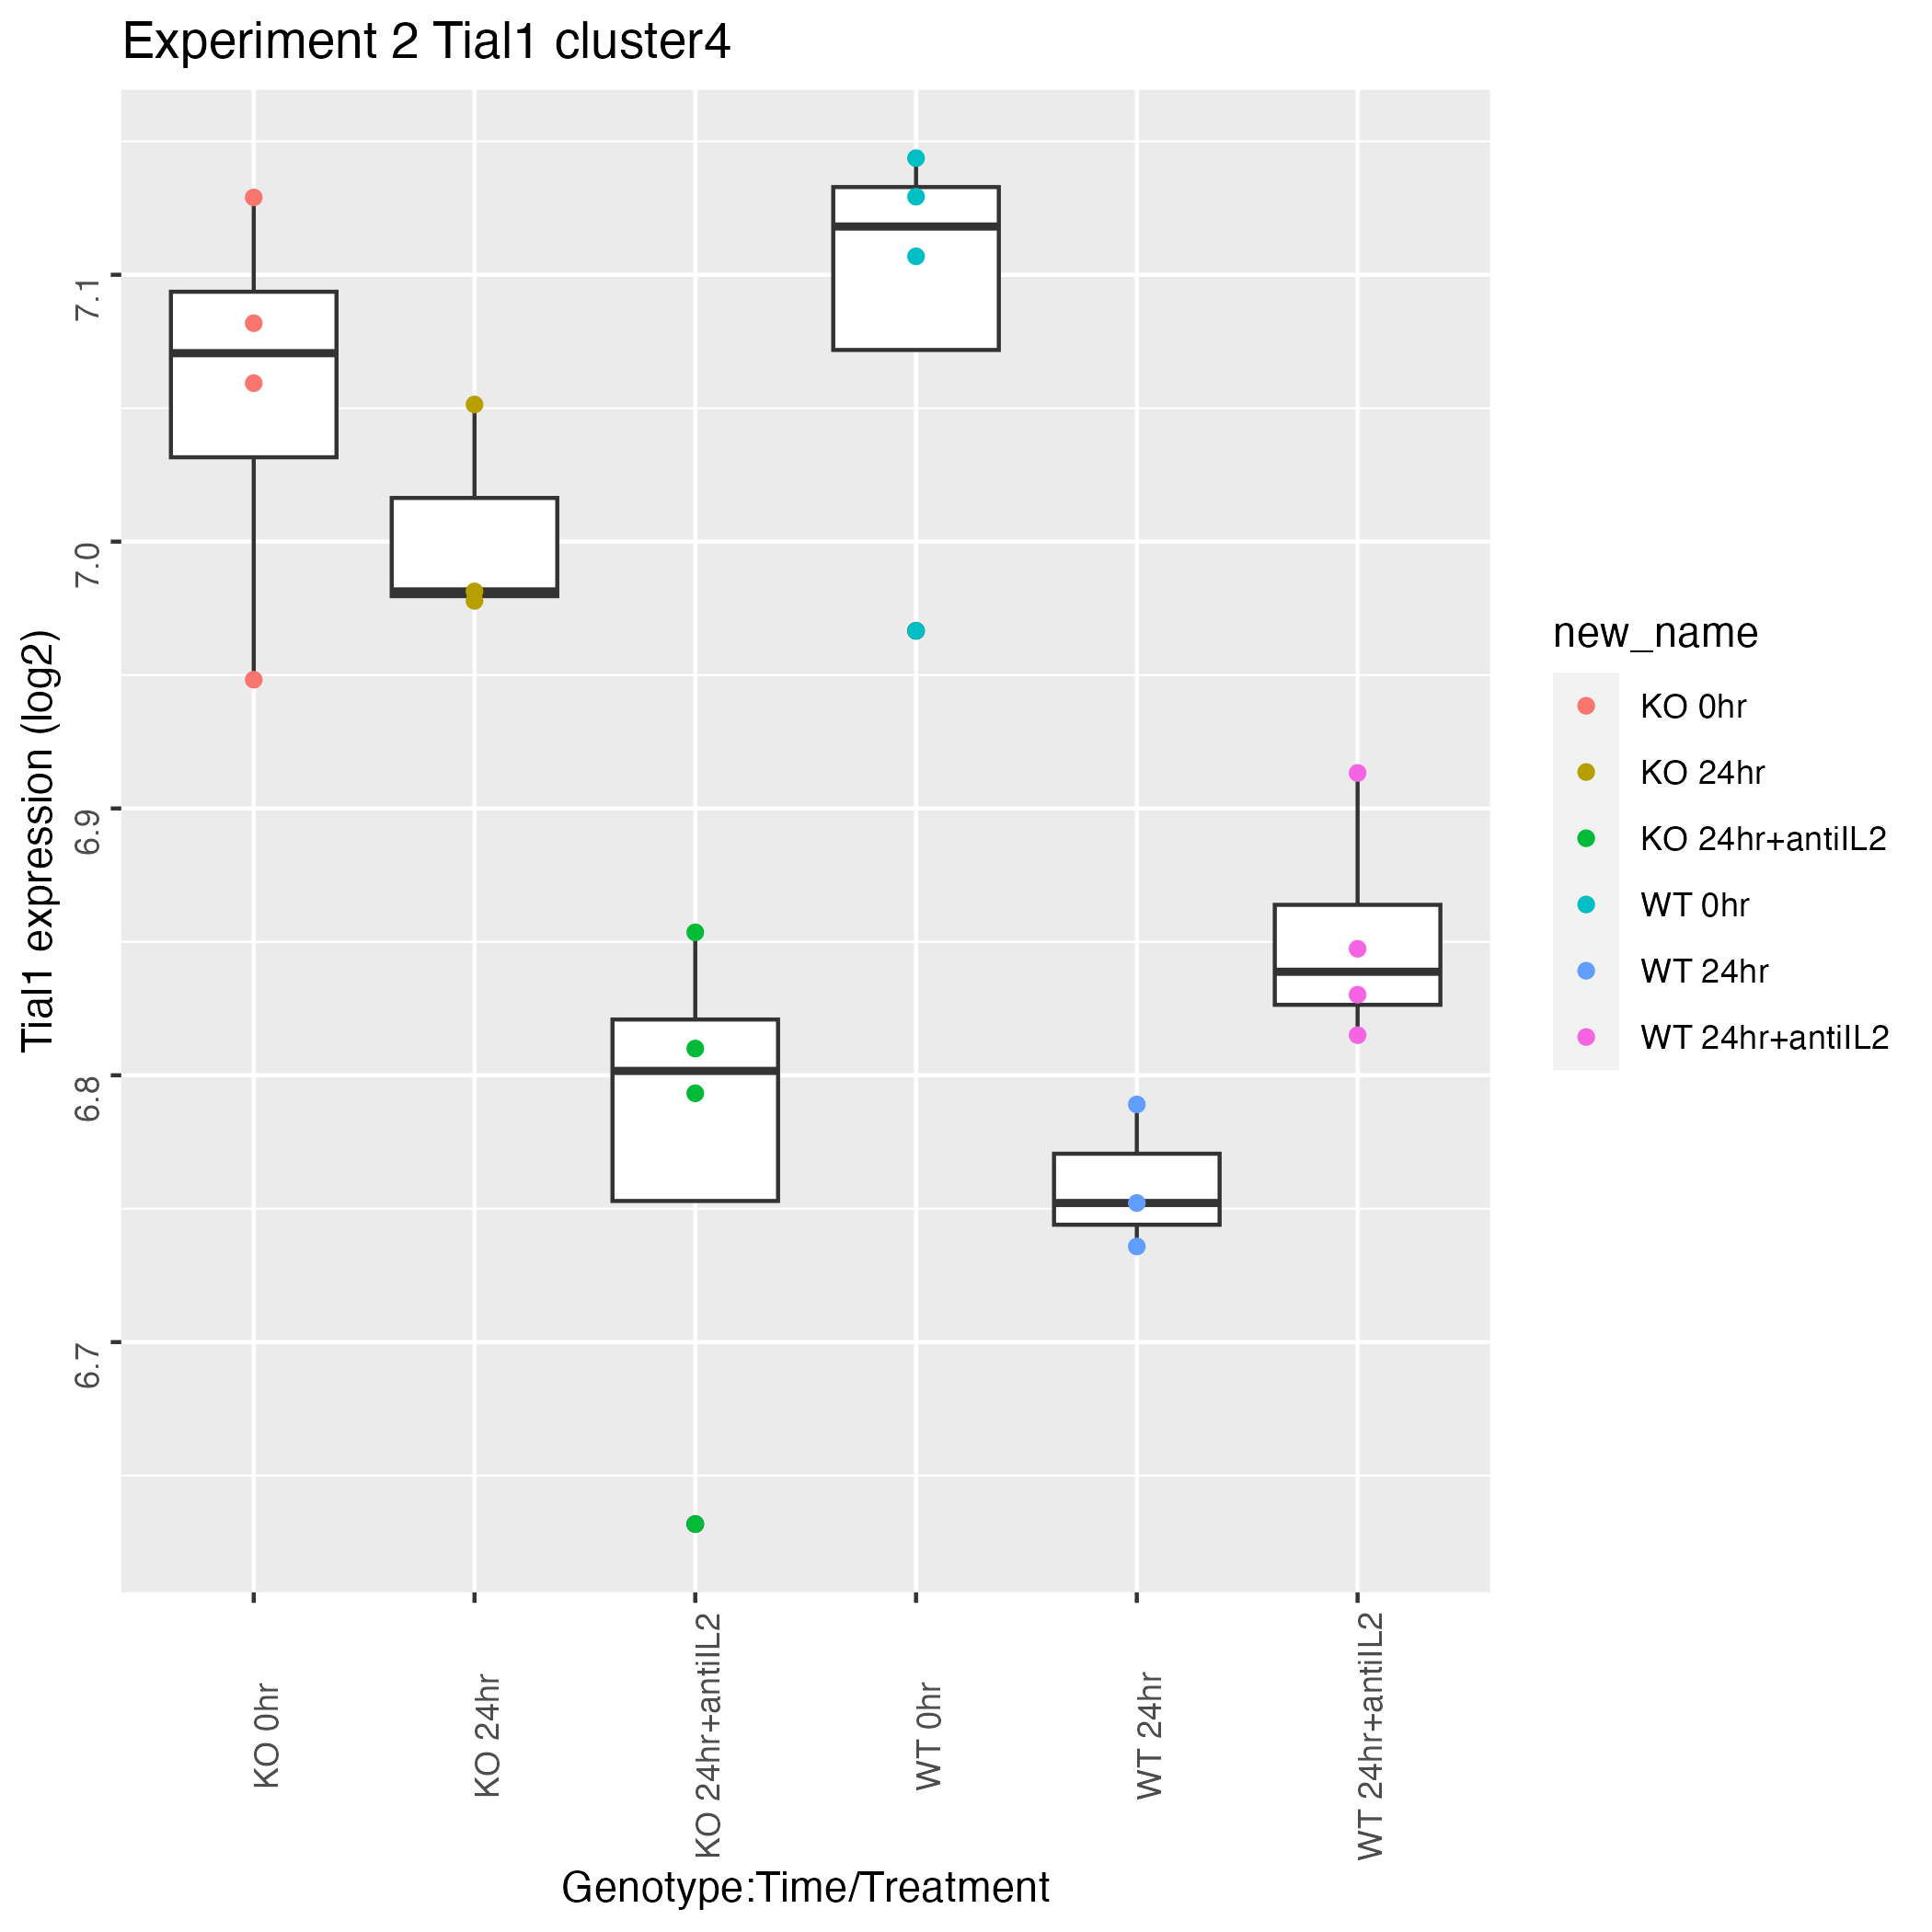 Experiment 2 Tial1 cluster4
Tial1 expression (log2)
7.1
7.0
6.9
6.8
6.7
KO 0hr
KO 24hr
KO 24hr+antiIL2
WT 0hr
WT 24hr
WT 24hr+antiIL2
Genotype:Time/Treatment
new_name
KO 0hr
KO 24hr
KO 24hr+antiIL2
WT 0hr
WT 24hr
WT 24hr+antiIL2